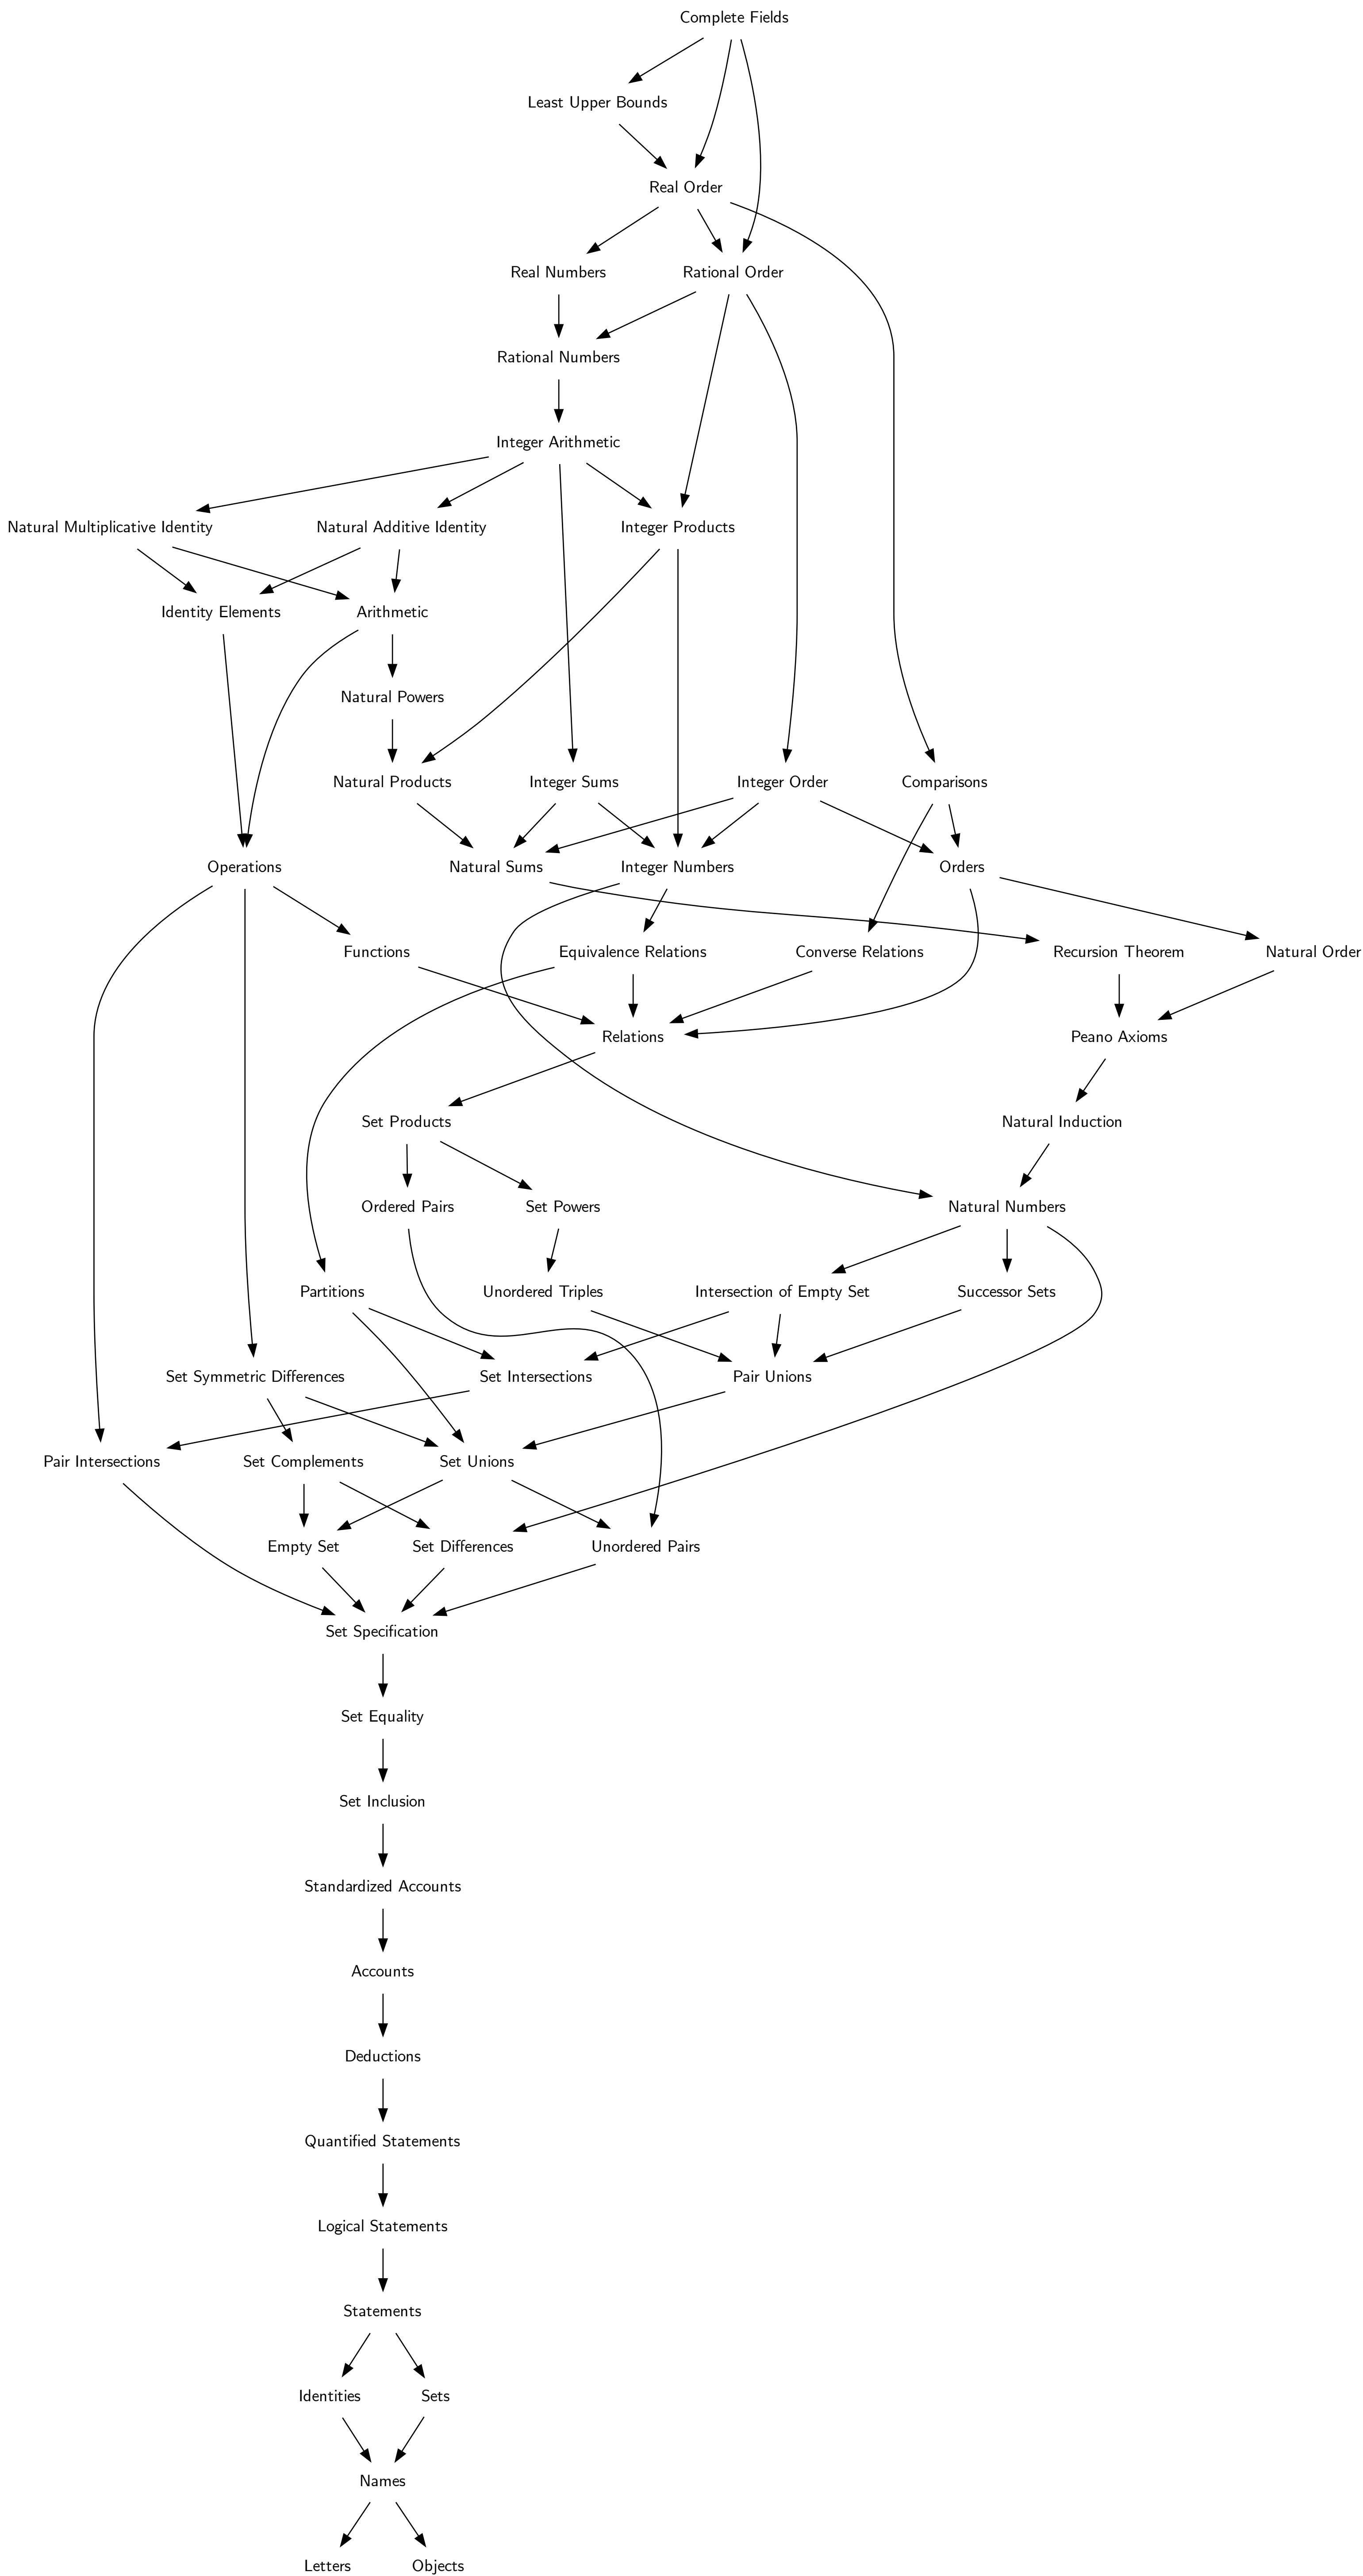 Complete Fields
Least Upper Bounds
Real Order
Real Numbers
Rational Order
Rational Numbers
Integer Arithmetic
Natural Multiplicative Identity
Natural Additive Identity
Integer Products
Identity Elements
Arithmetic
Natural Powers
Natural Products
Integer Sums
Integer Order
Comparisons
Operations
Natural Sums
Integer Numbers
Orders
Functions
Equivalence Relations
Converse Relations
Recursion Theorem
Natural Order
Relations
Peano Axioms
Set Products
Natural Induction
Ordered Pairs
Set Powers
Natural Numbers
Partitions
Unordered Triples
Intersection of Empty Set
Successor Sets
Set Symmetric Differences
Set Intersections
Pair Unions
Pair Intersections
Set Complements
Set Unions
Empty Set
Set Differences
Unordered Pairs
Set Specification
Set Equality
Set Inclusion
Standardized Accounts
Accounts
Deductions
Quantified Statements
Logical Statements
Statements
Identities
Sets
Names
Letters
Objects